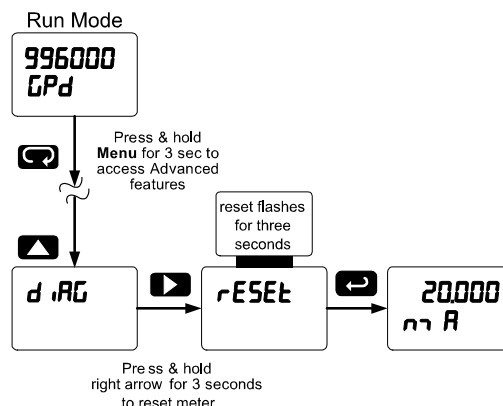 Run Mode
996000
GPd
Press & hold
Menu for 3 sec to
access Advanced
features
reset flashes
for three
seconds
diAG
rESEt
20.000
mA
Press & hold
right arrow for 3 seconds
to reset meter